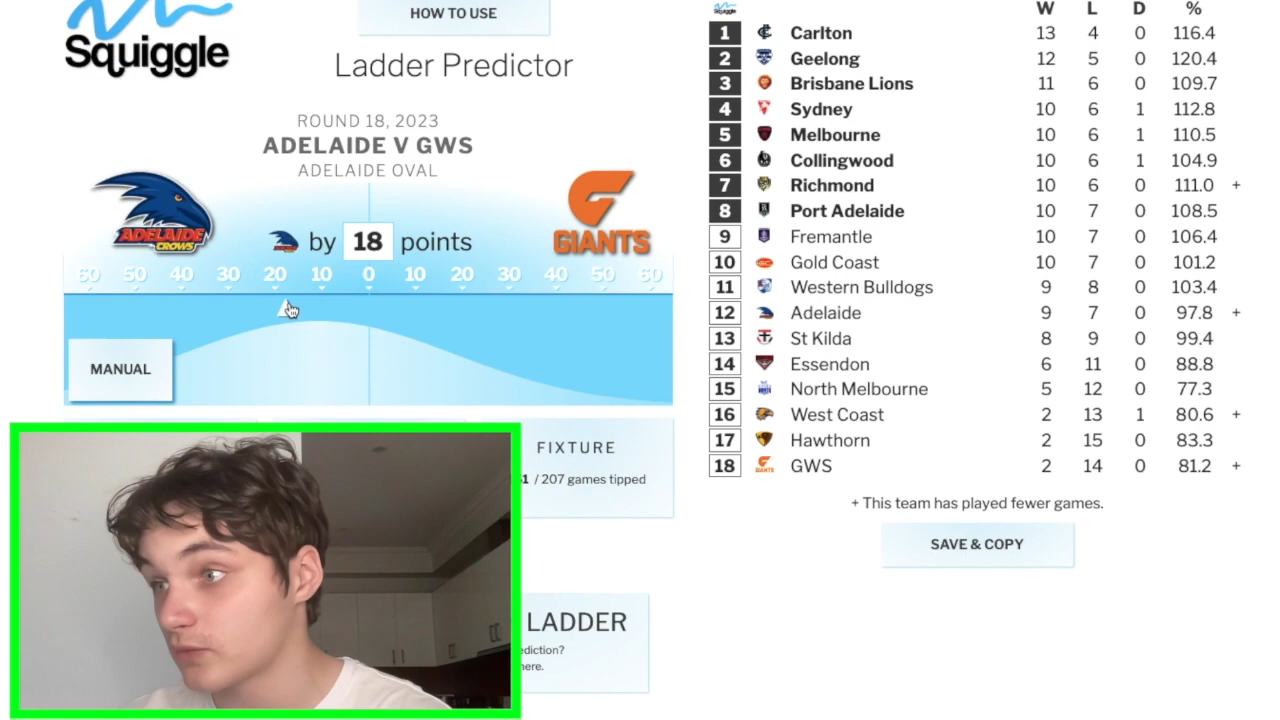 Squiggle
HOW TO USE
Ladder Predictor
ROUND 18, 2023
ADELAIDE V GWS
ADELAIDE OVAL
ADELAIDE
CROWS
GIANTS
by 18 points
60 50 40 30 20 10 0 10 20 30 40 50 60
MANUAL
FIXTURE
/ 207 games tipped
LADDER
W L D %
1 Carlton 13 4 0 116.4
2 Geelong 12 5 0 120.4
3 Brisbane Lions 11 6 0 109.7
4 Sydney 10 6 1 112.8
5 Melbourne 10 6 1 110.5
6 Collingwood 10 6 1 104.9
7 Richmond 10 6 0 111.0 +
8 Port Adelaide 10 7 0 108.5
9 Fremantle 10 7 0 106.4
10 Gold Coast 10 7 0 101.2
11 Western Bulldogs 9 8 0 103.4
12 Adelaide 9 7 0 97.8 +
13 St Kilda 8 9 0 99.4
14 Essendon 6 11 0 88.8
15 North Melbourne 5 12 0 77.3
16 West Coast 2 13 1 80.6 +
17 Hawthorn 2 15 0 83.3
18 GWS 2 14 0 81.2 +
+ This team has played fewer games.
SAVE & COPY